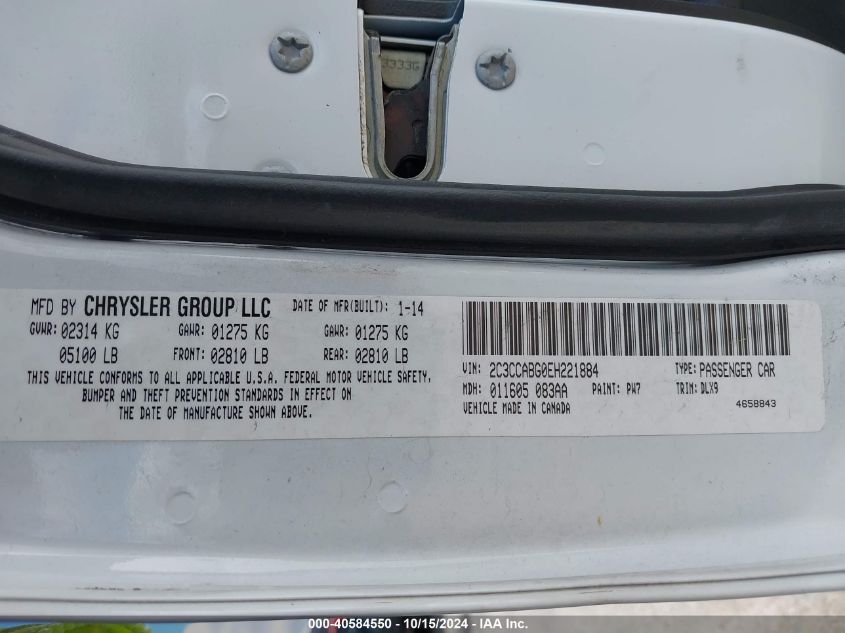 3333G
MFD BY CHRYSLER GROUP LLC DATE OF MFR(BUILT): 1-14
GVWR: 02314 KG GAWR: 01275 KG GAWR: 01275 KG
05100 LB FRONT: 02810 LB REAR: 02810 LB
THIS VEHICLE CONFORMS TO ALL APPLICABLE U.S.A. FEDERAL MOTOR VEHICLE SAFETY,
BUMPER AND THEFT PREVENTION STANDARDS IN EFFECT ON
THE DATE OF MANUFACTURE SHOWN ABOVE.
VIN: 2C3CCABG0EH221884 TYPE: PASSENGER CAR
MDH: 011605 083AA PAINT: PW7 TRIM: DLX9
VEHICLE MADE IN CANADA 4658843
000-40584550 - 10/15/2024 - IAA Inc.